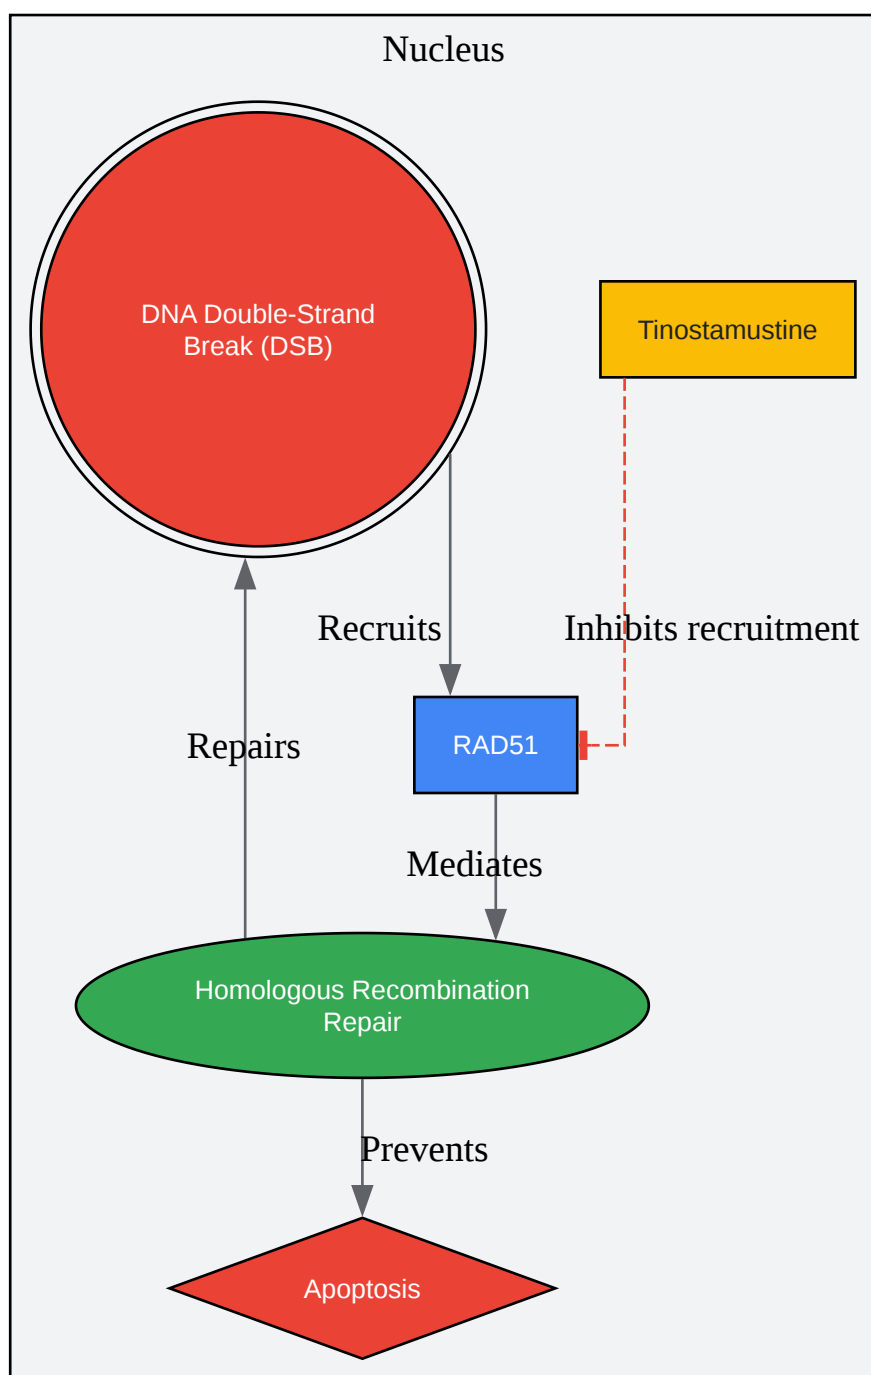 Nucleus
DNA Double-Strand
Break (DSB)
Tinostamustine
Recruits
Inhibits recruitment
Repairs
RAD51
Mediates
Homologous Recombination
Repair
Prevents
Apoptosis